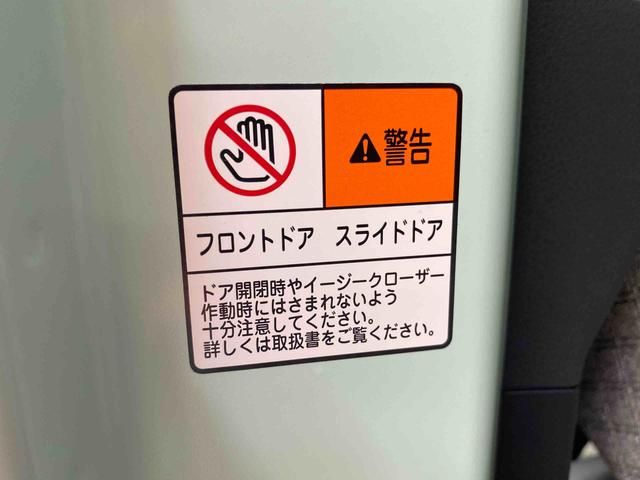 警告
フロントドア スライドドア
ドア開閉時やイージークローザー
作動時にはさまれないよう
十分注意してください。
詳しくは取扱書をご覧ください。